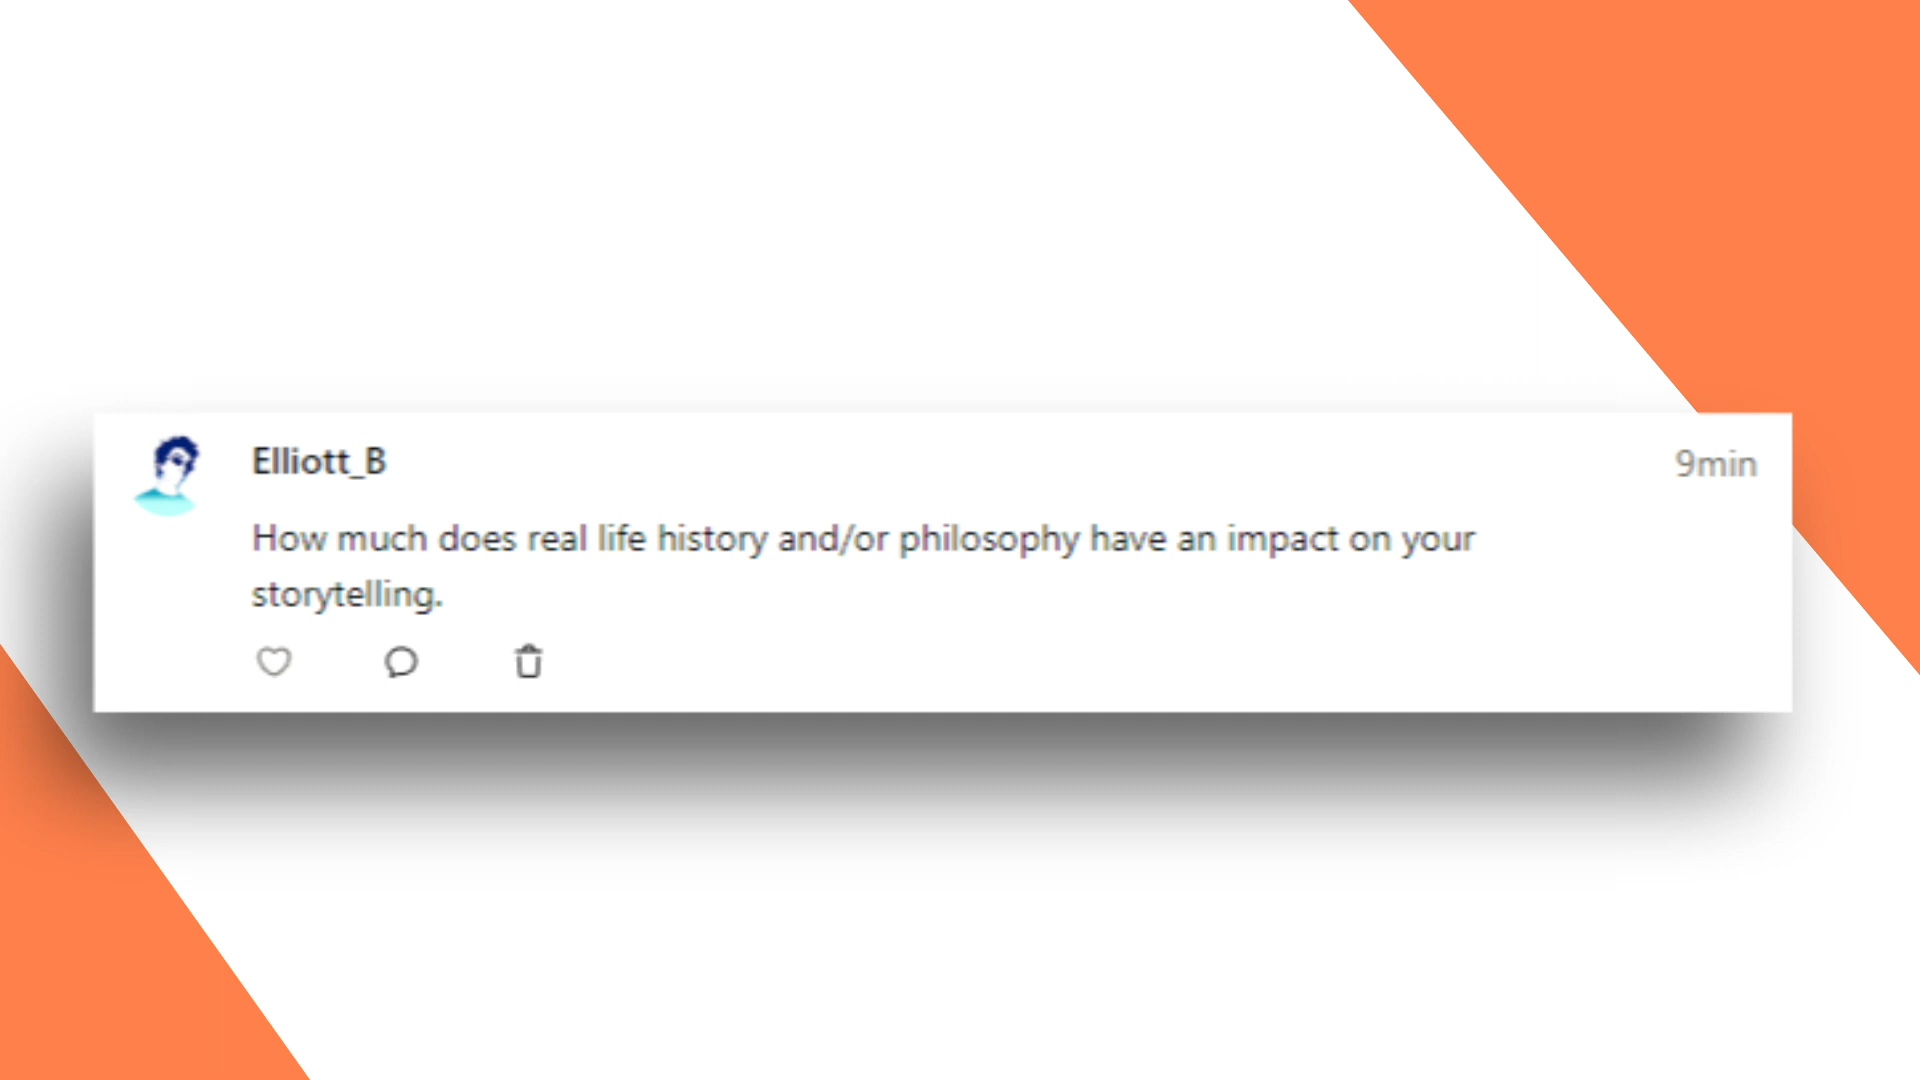 Elliott_B
9min
How much does real life history and/or philosophy have an impact on your
storytelling.